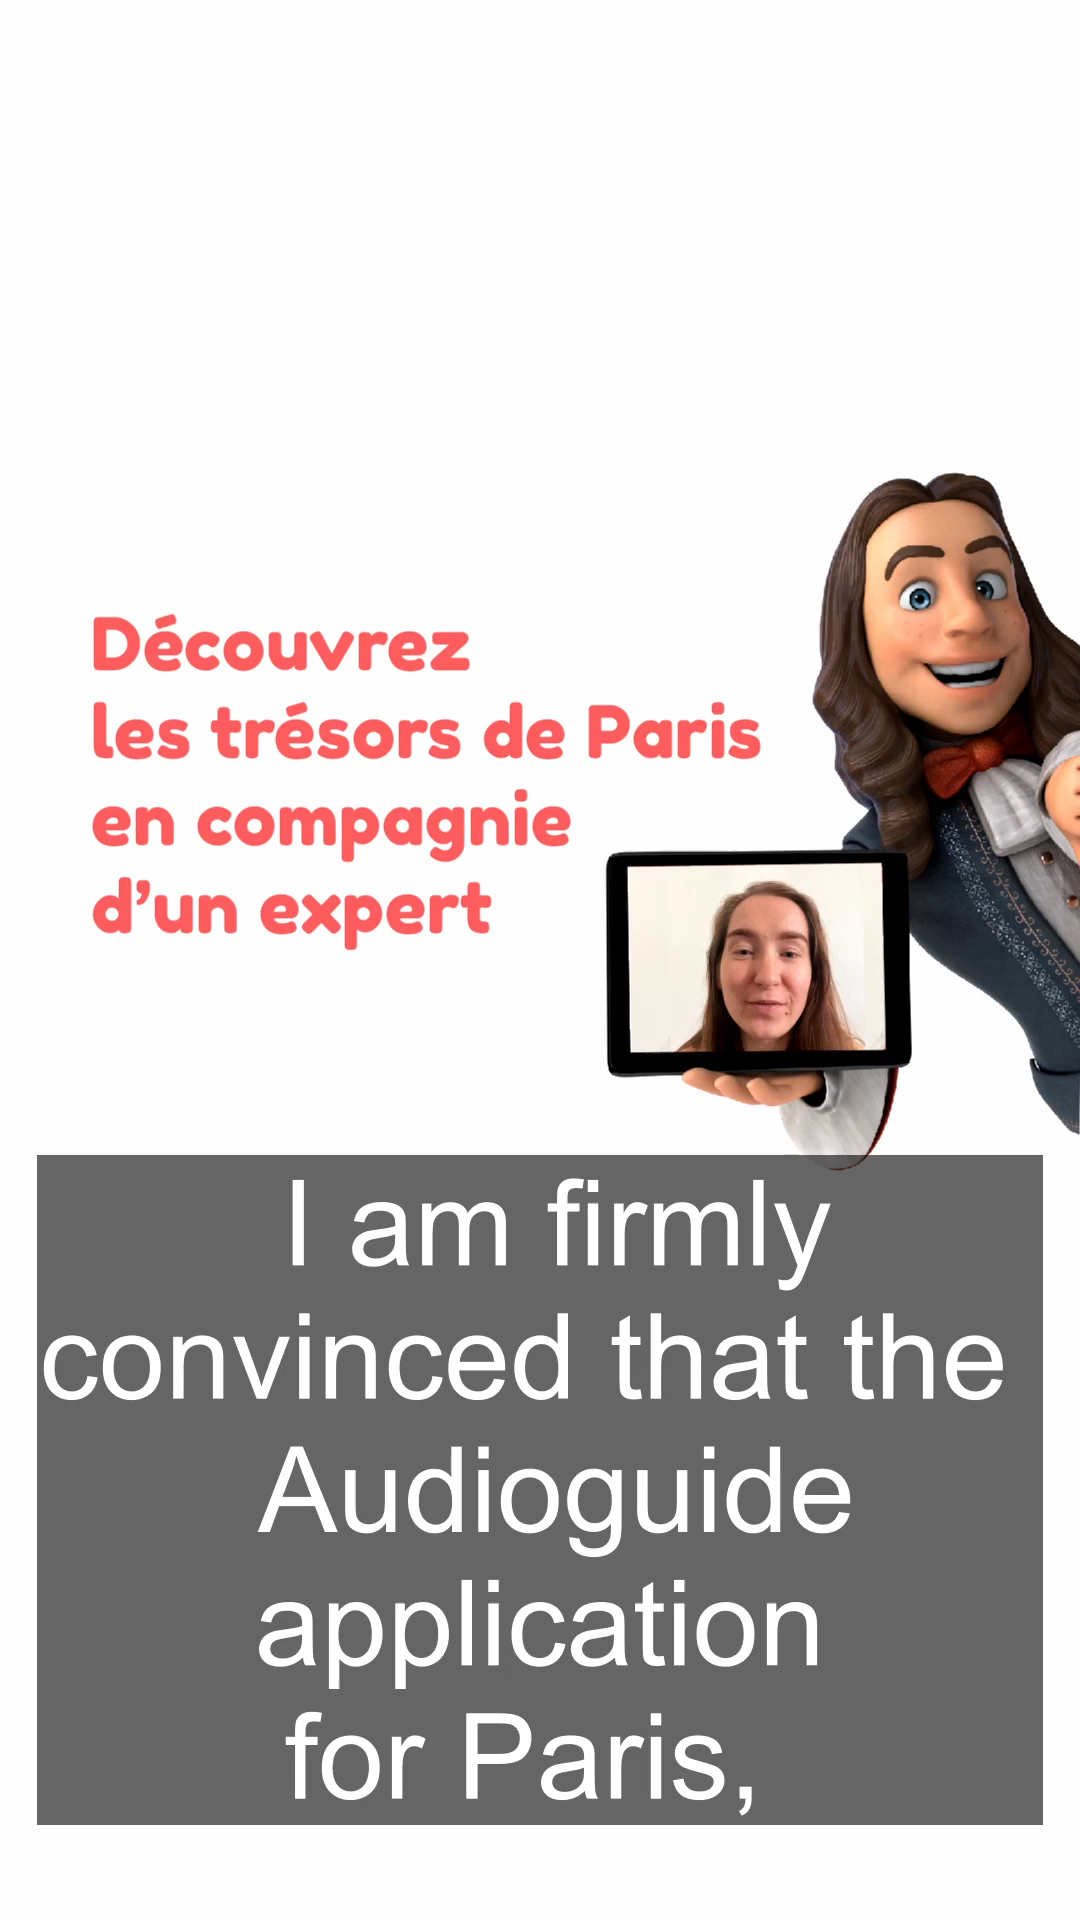 Découvrez
les trésors de Paris
en compagnie
d’un expert
I am firmly
convinced that the
Audioguide
application
for Paris,